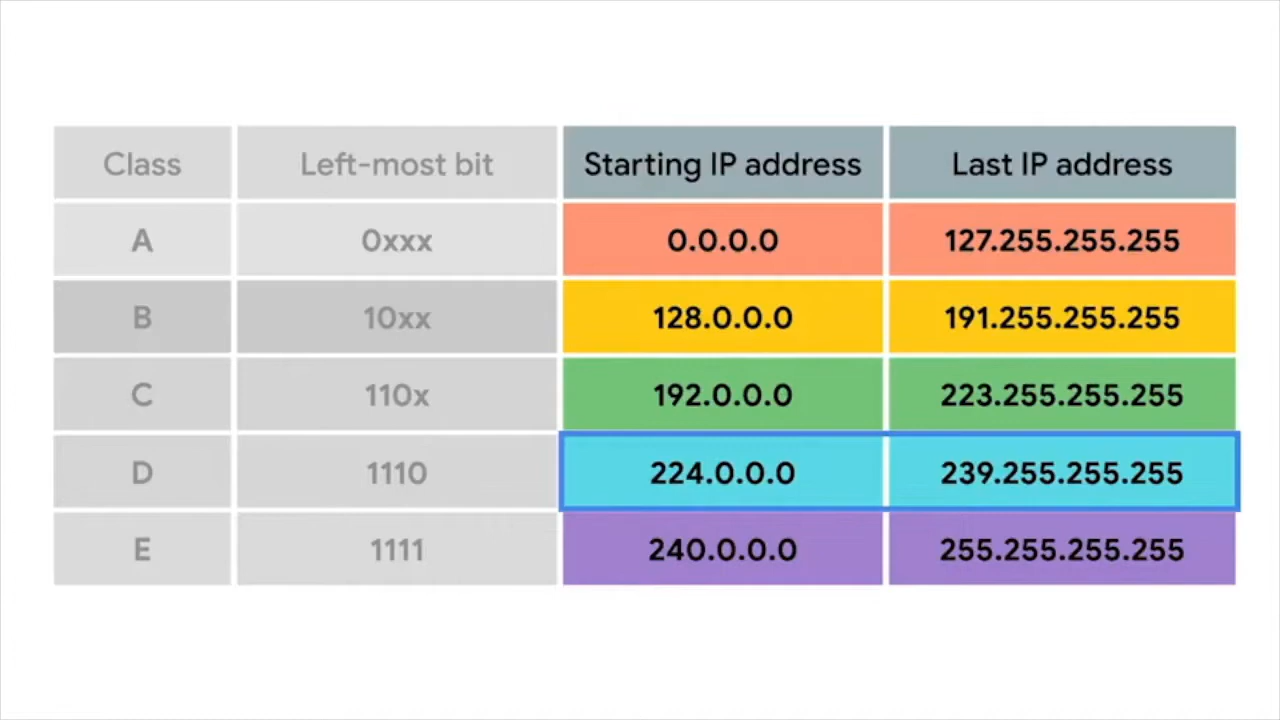 Class Left-most bit Starting IP address Last IP address
A 0xxx 0.0.0.0 127.255.255.255
B 10xx 128.0.0.0 191.255.255.255
C 110x 192.0.0.0 223.255.255.255
D 1110 224.0.0.0 239.255.255.255
E 1111 240.0.0.0 255.255.255.255